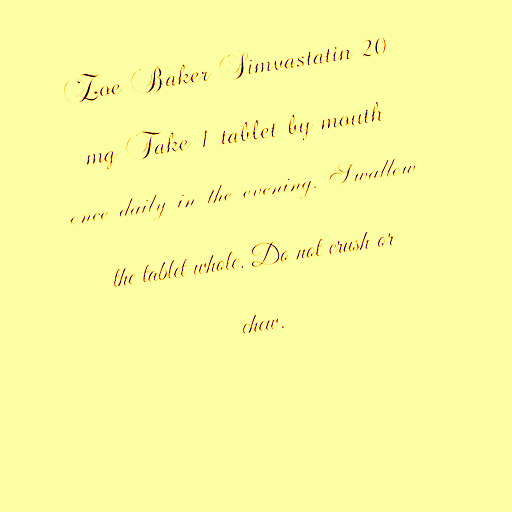 Zoe Baker Simvastatin 20
mg Take 1 tablet by mouth
once daily in the evening. Swallow
the tablet whole. Do not crush or
chew.